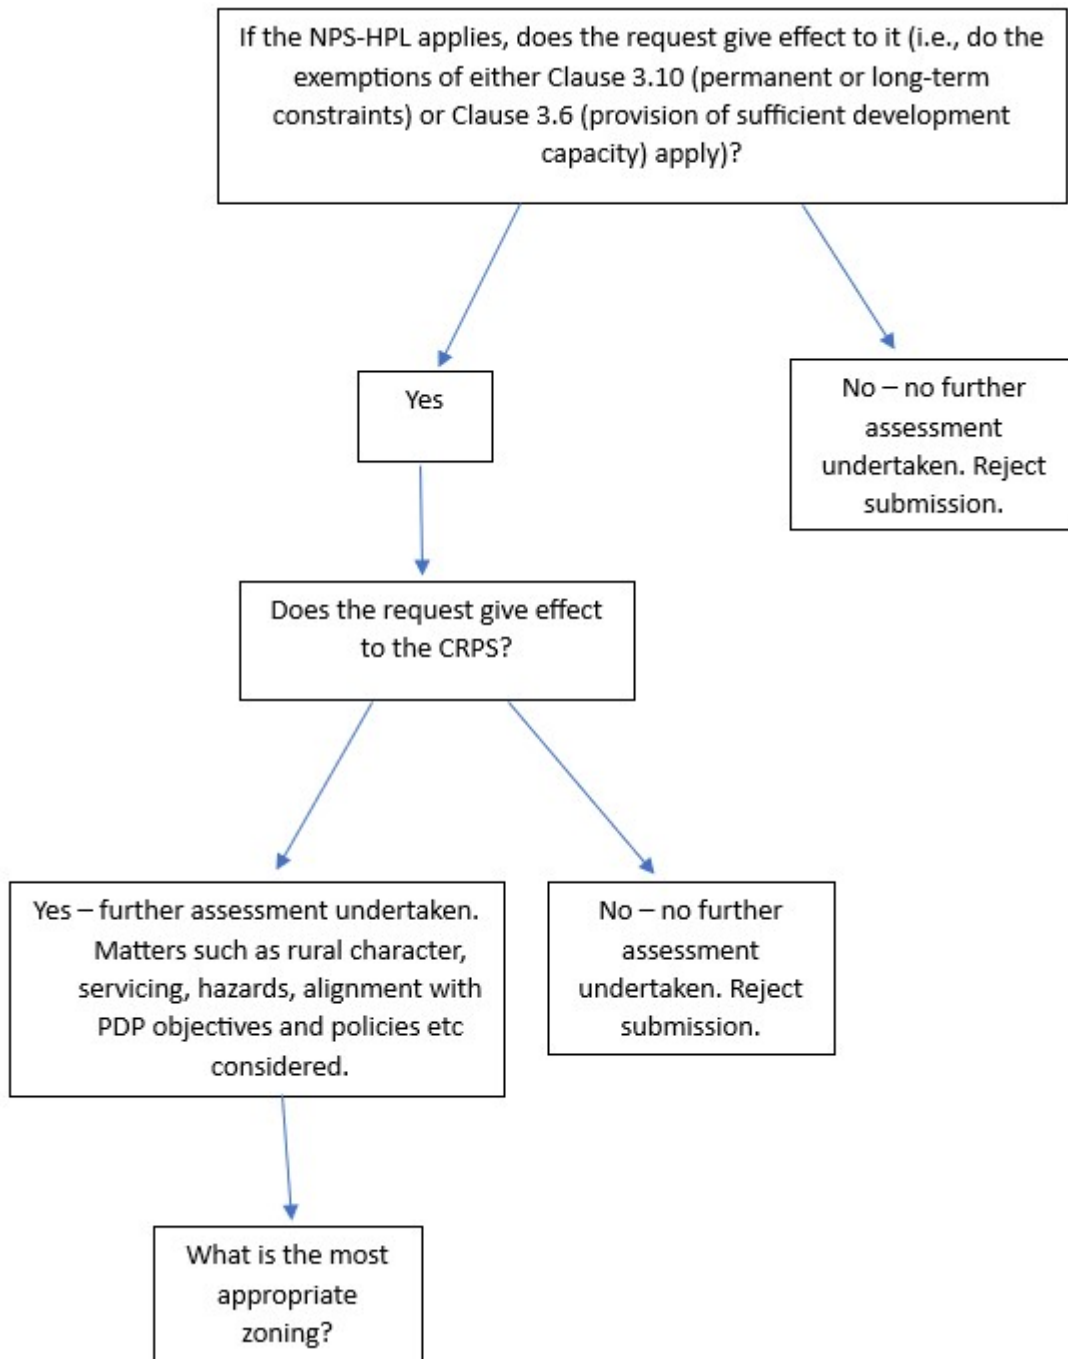 If the NPS-HPL applies, does the request give effect to it (i.e., do the
exemptions of either Clause 3.10 (permanent or long-term
constraints) or Clause 3.6 (provision of sufficient development
capacity) apply)?
Yes
No – no further
assessment
undertaken. Reject
submission.
Does the request give effect
to the CRPS?
Yes – further assessment undertaken.
Matters such as rural character,
servicing, hazards, alignment with
PDP objectives and policies etc
considered.
No – no further
assessment
undertaken. Reject
submission.
What is the most
appropriate
zoning?